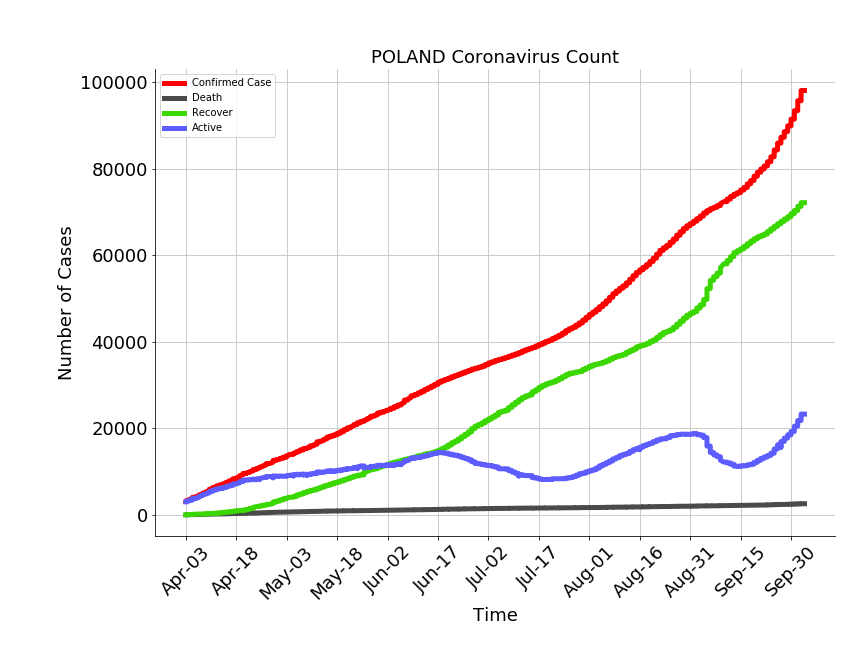 POLAND Coronavirus Count
Confirmed Case
Death
Recover
Active
100000
80000
60000
40000
20000
0
Number of Cases
Apr-03
Apr-18
May-03
May-18
Jun-02
Jun-17
Jul-02
Jul-17
Aug-01
Aug-16
Aug-31
Sep-15
Sep-30
Time